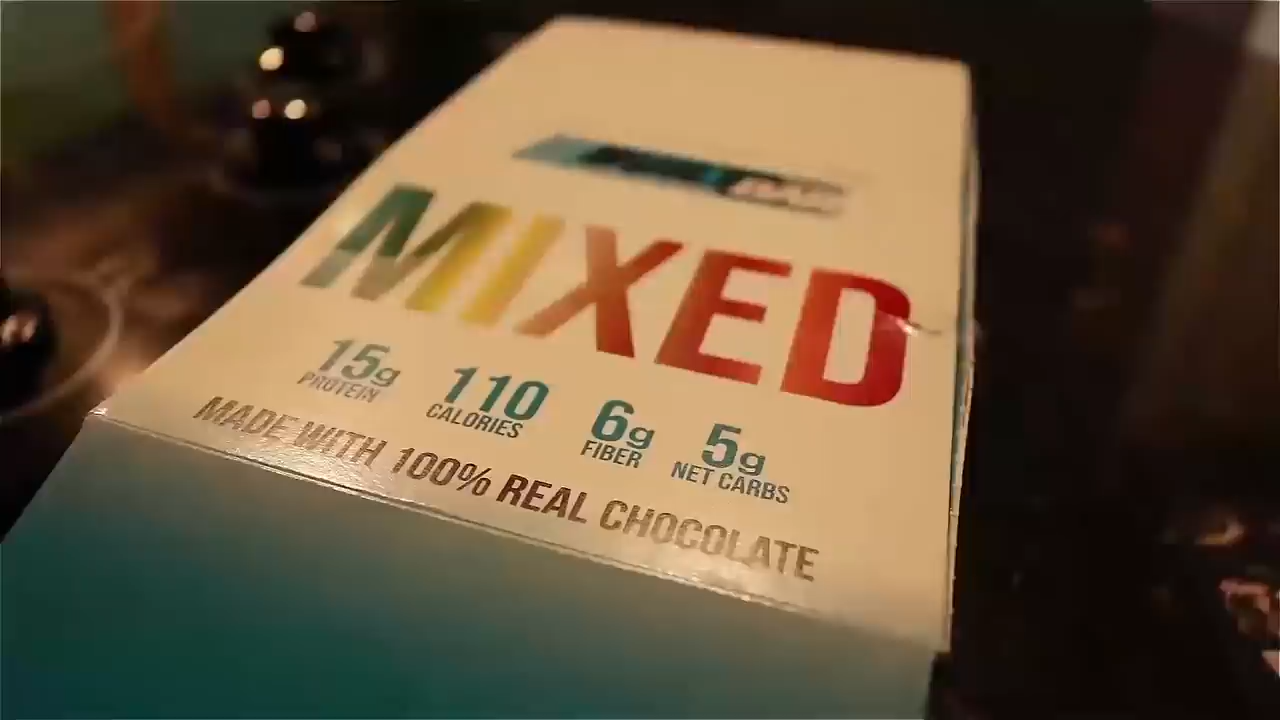 MIXED
15g 110 6g 5g
PROTEIN CALORIES FIBER NET CARBS
MADE WITH 100% REAL CHOCOLATE